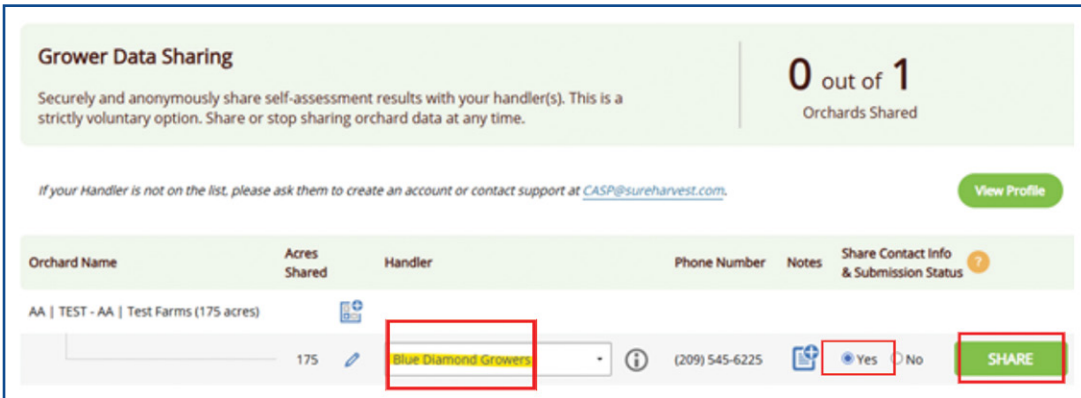 Grower Data Sharing
Securely and anonymously share self-assessment results with your handler(s). This is a
strictly voluntary option. Share or stop sharing orchard data at any time.
0 out of 1
Orchards Shared
If your Handler is not on the list, please ask them to create an account or contact support at CASP@sureharvest.com.
View Profile
Orchard Name
Acres
Shared
Handler
Phone Number
Notes
Share Contact Info
& Submission Status
?
AA | TEST - AA | Test Farms (175 acres)
175
Blue Diamond Growers
(209) 545-6225
Yes
No
SHARE